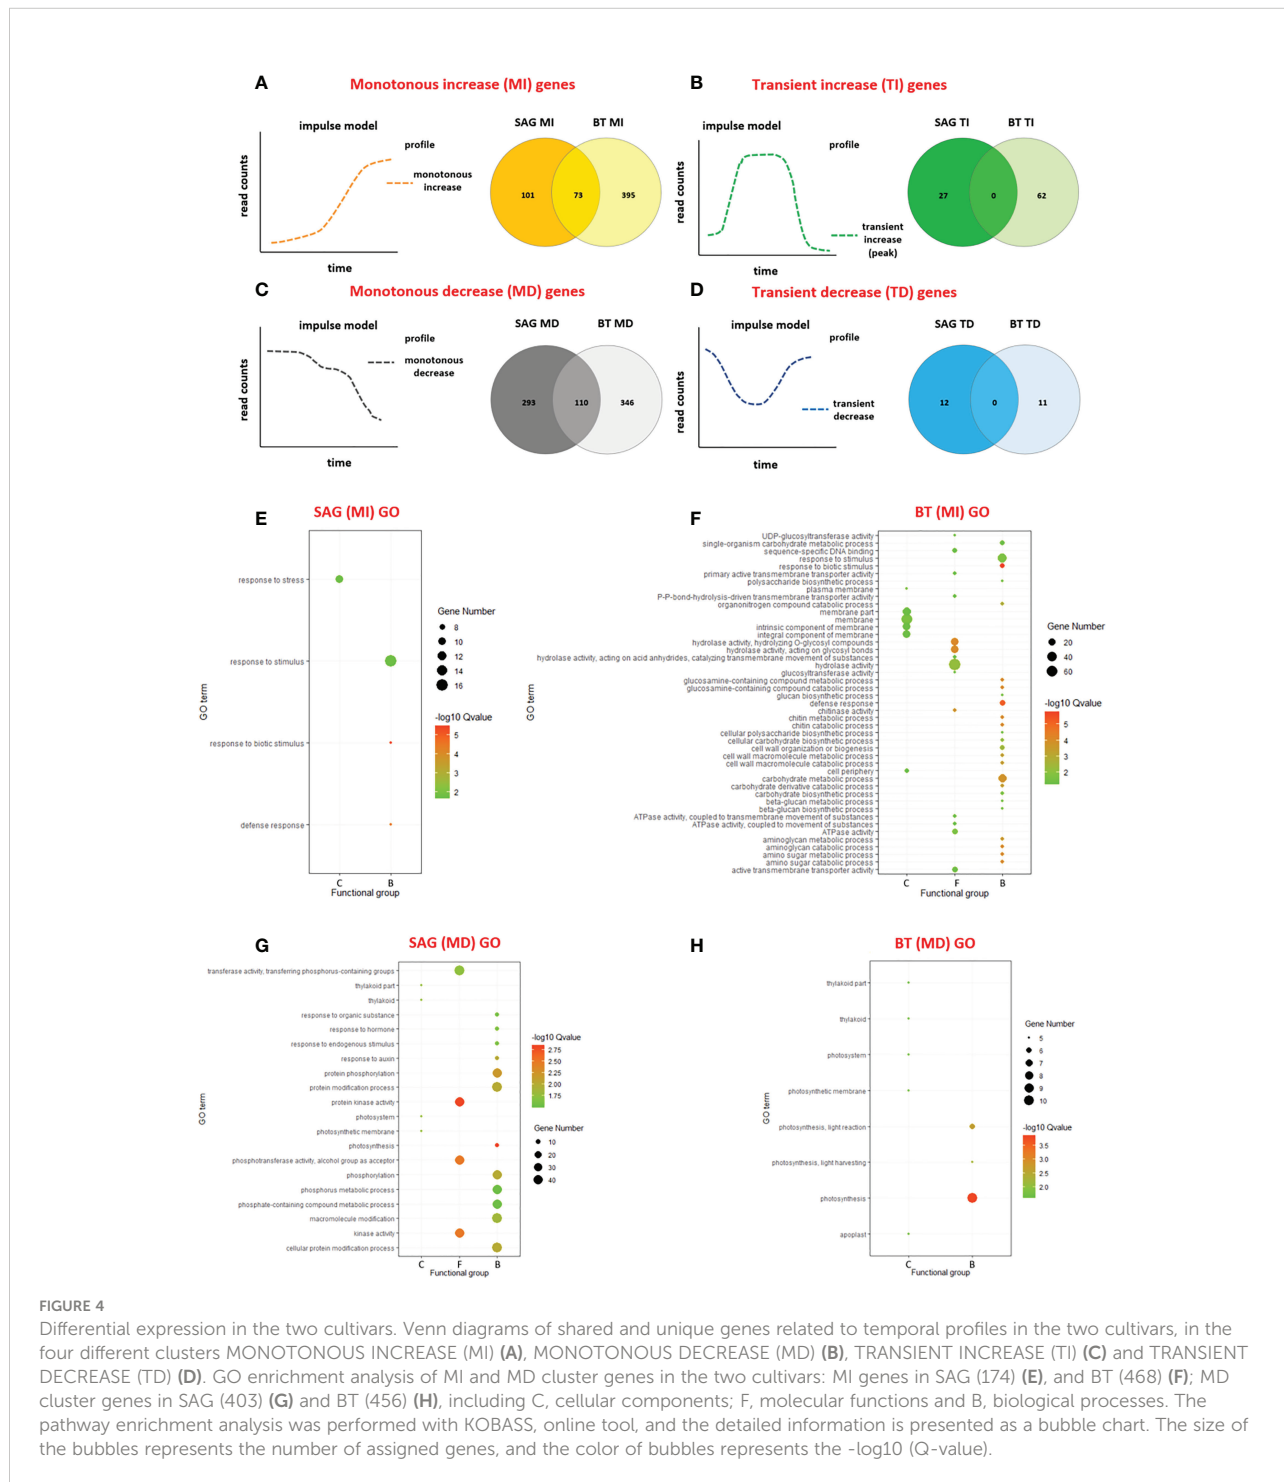 A
Monotonous increase (MI) genes
impulse model
profile
monotonous
increase
read counts
time
SAG MI
BT MI
101
73
395
B
Transient increase (TI) genes
impulse model
profile
transient
increase
(peak)
read counts
time
SAG TI
BT TI
27
0
62
C
Monotonous decrease (MD) genes
impulse model
profile
monotonous
decrease
read counts
time
SAG MD
BT MD
293
110
346
D
Transient decrease (TD) genes
impulse model
profile
transient
decrease
read counts
time
SAG TD
BT TD
12
0
11
E
SAG (MI) GO
GO term
response to stress
response to stimulus
response to biotic stimulus
defense response
C
B
Functional group
Gene Number
8
10
12
14
16
-log10 Qvalue
5
4
3
2
F
BT (MI) GO
GO term
UDP-glucosyltransferase activity
single-organism carbohydrate metabolic process
sequence-specific DNA binding
response to stimulus
response to biotic stimulus
primary active transmembrane transporter activity
polysaccharide biosynthetic process
plasma membrane
P-P-bond-hydrolysis-driven transmembrane transporter activity
organonitrogen compound catabolic process
membrane part
membrane
intrinsic component of membrane
integral component of membrane
hydrolase activity, hydrolyzing O-glycosyl compounds
hydrolase activity, acting on glycosyl bonds
hydrolase activity, acting on acid anhydrides, catalyzing transmembrane movement of substances
hydrolase activity
glucosyltransferase activity
glucosamine-containing compound metabolic process
glucosamine-containing compound catabolic process
glucan biosynthetic process
defense response
chitinase activity
chitin metabolic process
chitin catabolic process
cellular polysaccharide biosynthetic process
cellular carbohydrate biosynthetic process
cell wall organization or biogenesis
cell wall macromolecule metabolic process
cell wall macromolecule catabolic process
cell periphery
carbohydrate metabolic process
carbohydrate derivative catabolic process
carbohydrate biosynthetic process
beta-glucan metabolic process
beta-glucan biosynthetic process
ATPase activity, coupled to transmembrane movement of substances
ATPase activity, coupled to movement of substances
ATPase activity
aminoglycan metabolic process
aminoglycan catabolic process
amino sugar metabolic process
amino sugar catabolic process
active transmembrane transporter activity
C
F
B
Functional group
Gene Number
20
40
60
-log10 Qvalue
5
4
3
2
G
SAG (MD) GO
GO term
transferase activity, transferring phosphorus-containing groups
thylakoid part
thylakoid
response to organic substance
response to hormone
response to endogenous stimulus
response to auxin
protein phosphorylation
protein modification process
protein kinase activity
photosystem
photosynthetic membrane
photosynthesis
phosphotransferase activity, alcohol group as acceptor
phosphorylation
phosphorus metabolic process
phosphate-containing compound metabolic process
macromolecule modification
kinase activity
cellular protein modification process
C
F
B
Functional group
-log10 Qvalue
2.75
2.50
2.25
2.00
1.75
Gene Number
10
20
30
40
H
BT (MD) GO
GO term
thylakoid part
thylakoid
photosystem
photosynthetic membrane
photosynthesis, light reaction
photosynthesis, light harvesting
photosynthesis
apoplast
C
B
Functional group
Gene Number
5
6
7
8
9
10
-log10 Qvalue
3.5
3.0
2.5
2.0
FIGURE 4
Differential expression in the two cultivars. Venn diagrams of shared and unique genes related to temporal profiles in the two cultivars, in the
four different clusters MONOTONOUS INCREASE (MI) (A), MONOTONOUS DECREASE (MD) (B), TRANSIENT INCREASE (TI) (C) and TRANSIENT
DECREASE (TD) (D). GO enrichment analysis of MI and MD cluster genes in the two cultivars: MI genes in SAG (174) (E), and BT (468) (F); MD
cluster genes in SAG (403) (G) and BT (456) (H), including C, cellular components; F, molecular functions and B, biological processes. The
pathway enrichment analysis was performed with KOBASS, online tool, and the detailed information is presented as a bubble chart. The size of
the bubbles represents the number of assigned genes, and the color of bubbles represents the -log10 (Q-value).